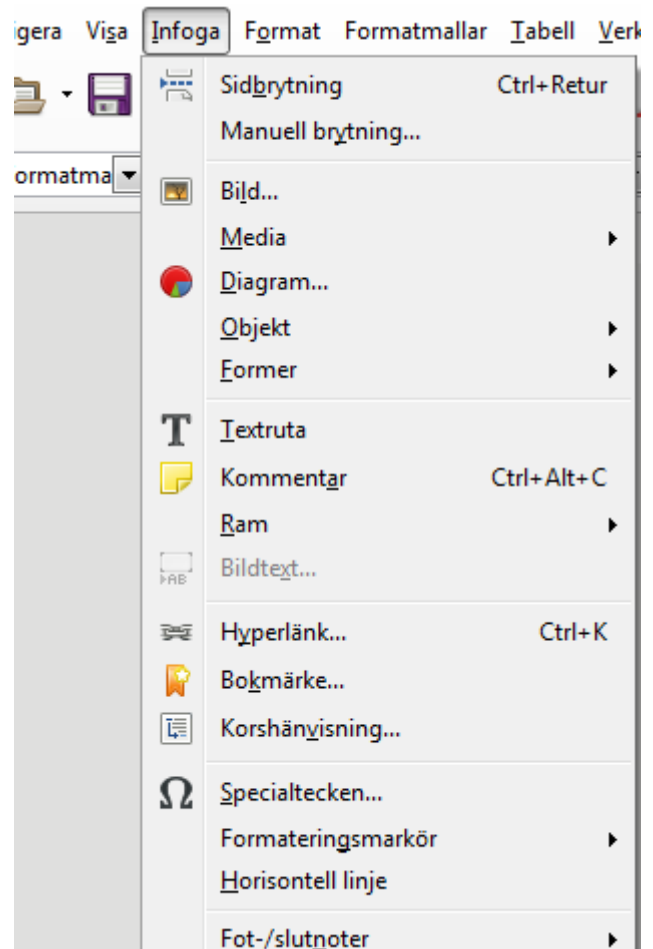 igera Visa Infoga Format Formatmallar Tabell Verk
Sidbrytning Ctrl+Retur
Manuell brytning...
ormatma
Bild...
Media
Diagram...
Objekt
Former
T Textruta
Kommentar Ctrl+Alt+C
Ram
AB Bildtext...
Hyperlänk... Ctrl+K
Bokmärke...
Korshänvisning...
Ω Specialtecken...
Formateringsmarkör
Horisontell linje
Fot-/slutnoter